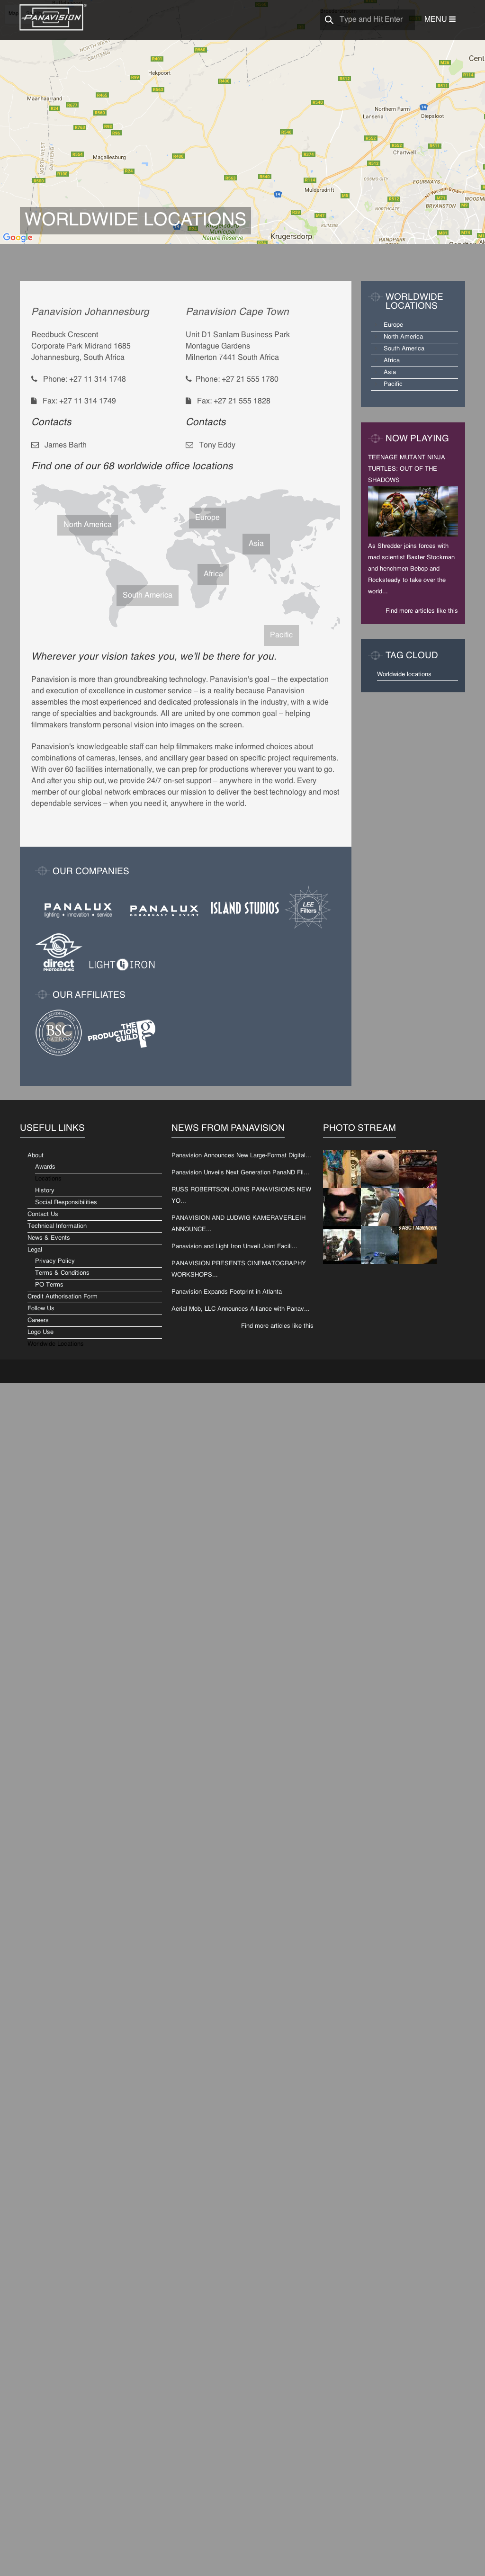 PANAVISION
Type and Hit Enter
MENU
Hekpoort
Maanhaarrand
Magaliesburg
Northern Farm
Lanseria
Diepsloot
Chartwell
COSMO CITY
FOURWAYS
Muldersdrift
NORTHGATE
BRYANSTON
RANDPARK
Krugersdorp
Krugersdorp
Municipal
Nature Reserve
Google
WORLDWIDE LOCATIONS
Panavision Johannesburg
Reedbuck Crescent
Corporate Park Midrand 1685
Johannesburg, South Africa
Phone: +27 11 314 1748
Fax: +27 11 314 1749
Contacts
James Barth
Panavision Cape Town
Unit D1 Sanlam Business Park
Montague Gardens
Milnerton 7441 South Africa
Phone: +27 21 555 1780
Fax: +27 21 555 1828
Contacts
Tony Eddy
Find one of our 68 worldwide office locations
North America
Europe
Asia
Africa
South America
Pacific
Wherever your vision takes you, we'll be there for you.
Panavision is more than groundbreaking technology. Panavision's goal – the expectation
and execution of excellence in customer service – is a reality because Panavision
assembles the most experienced and dedicated professionals in the industry, with a wide
range of specialties and backgrounds. All are united by one common goal – helping
filmmakers transform personal vision into images on the screen.
Panavision's knowledgeable staff can help filmmakers make informed choices about
combinations of cameras, lenses, and ancillary gear based on specific project requirements.
With over 60 facilities internationally, we can prep for productions wherever you want to go.
And after you ship out, we provide 24/7 on-set support – anywhere in the world. Every
member of our global network embraces our mission to deliver the best technology and most
dependable services – when you need it, anywhere in the world.
WORLDWIDE
LOCATIONS
Europe
North America
South America
Africa
Asia
Pacific
NOW PLAYING
TEENAGE MUTANT NINJA
TURTLES: OUT OF THE
SHADOWS
As Shredder joins forces with
mad scientist Baxter Stockman
and henchmen Bebop and
Rocksteady to take over the
world...
Find more articles like this
TAG CLOUD
Worldwide locations
OUR COMPANIES
PANALUX
lighting • innovation • service
PANALUX
BROADCAST & EVENT
ISLAND STUDIOS
LEE
Filters
direct
PHOTOGRAPHIC
LIGHT IRON
OUR AFFILIATES
BSC
PATRON
THE
PRODUCTION
GUILD
USEFUL LINKS
About
Awards
Locations
History
Social Responsibilities
Contact Us
Technical Information
News & Events
Legal
Privacy Policy
Terms & Conditions
PO Terms
Credit Authorisation Form
Follow Us
Careers
Logo Use
Worldwide Locations
NEWS FROM PANAVISION
Panavision Announces New Large-Format Digital...
Panavision Unveils Next Generation PanaND Fil...
RUSS ROBERTSON JOINS PANAVISION'S NEW
YO...
PANAVISION AND LUDWIG KAMERAVERLEIH
ANNOUNCE...
Panavision and Light Iron Unveil Joint Facili...
PANAVISION PRESENTS CINEMATOGRAPHY
WORKSHOPS...
Panavision Expands Footprint in Atlanta
Aerial Mob, LLC Announces Alliance with Panav...
Find more articles like this
PHOTO STREAM